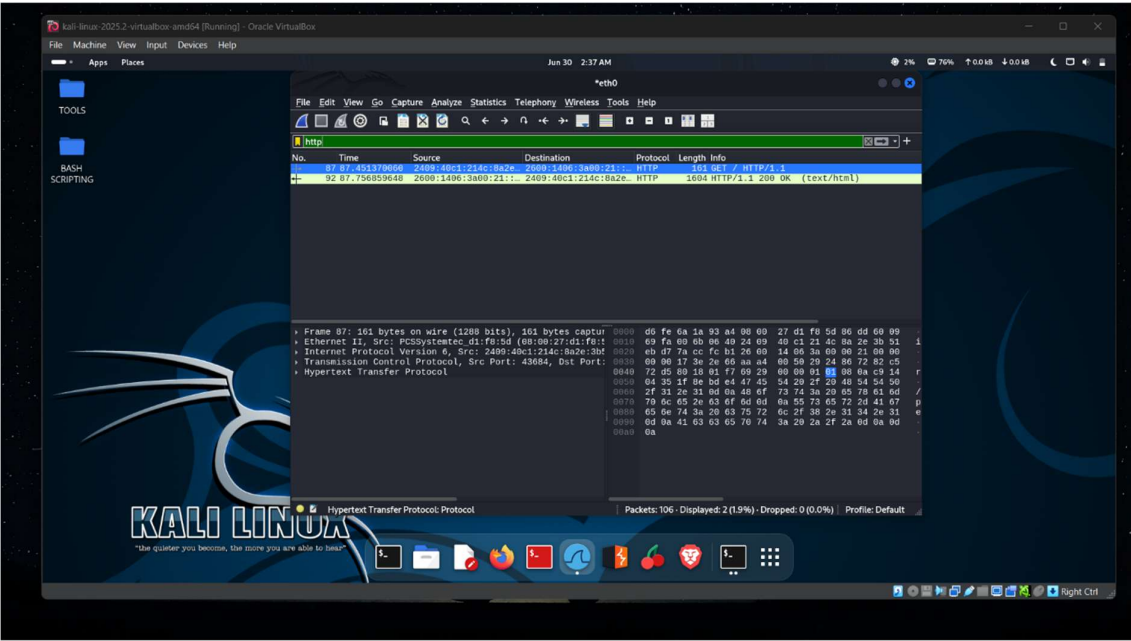 kali-linux-2025.2-virtualbox-amd64 [Running] - Oracle VirtualBox
File Machine View Input Devices Help
Apps Places Jun 30 2:37 AM 2% 76% ↑0.0 kB ↓0.0 kB
*eth0
TOOLS
File Edit View Go Capture Analyze Statistics Telephony Wireless Tools Help
http
BASH
SCRIPTING
No. Time Source Destination Protocol Length Info
87 87.451370066 2409:40c1:214c:8a2e… 2600:1406:3a00:21::… HTTP 161 GET / HTTP/1.1
92 87.756859648 2600:1406:3a00:21::… 2409:40c1:214c:8a2e… HTTP 1604 HTTP/1.1 200 OK (text/html)
Frame 87: 161 bytes on wire (1288 bits), 161 bytes captur 0000 d6 fe 6a 1a 93 a4 08 00 27 d1 f8 5d 86 dd 60 09
Ethernet II, Src: PCSSystemtec_d1:f8:5d (08:00:27:d1:f8:5 0010 69 fa 00 6b 06 40 24 09 40 c1 21 4c 8a 2e 3b 51 i
Internet Protocol Version 6, Src: 2409:40c1:214c:8a2e:3b5 0020 eb d7 7a cc fc b1 26 00 14 06 3a 00 00 21 00 00
Transmission Control Protocol, Src Port: 43684, Dst Port: 0030 00 00 17 3e 2e 66 aa a4 00 50 29 24 86 72 82 c5
Hypertext Transfer Protocol 0040 72 d5 80 18 01 f7 69 29 00 00 01 01 08 0a c9 14 r
0050 04 35 1f 8e bd e4 47 45 54 20 2f 20 48 54 54 50
0060 2f 31 2e 31 0d 0a 48 6f 73 74 3a 20 65 78 61 6d /
0070 70 6c 65 2e 63 6f 6d 0d 0a 55 73 65 72 2d 41 67 p
0080 65 6e 74 3a 20 63 75 72 6c 2f 38 2e 31 34 2e 31 e
0090 0d 0a 41 63 63 65 70 74 3a 20 2a 2f 2a 0d 0a 0d
00a0 0a
Hypertext Transfer Protocol: Protocol Packets: 106 · Displayed: 2 (1.9%) · Dropped: 0 (0.0%) Profile: Default
KALI LINUX
"the quieter you become, the more you are able to hear"
Right Ctrl